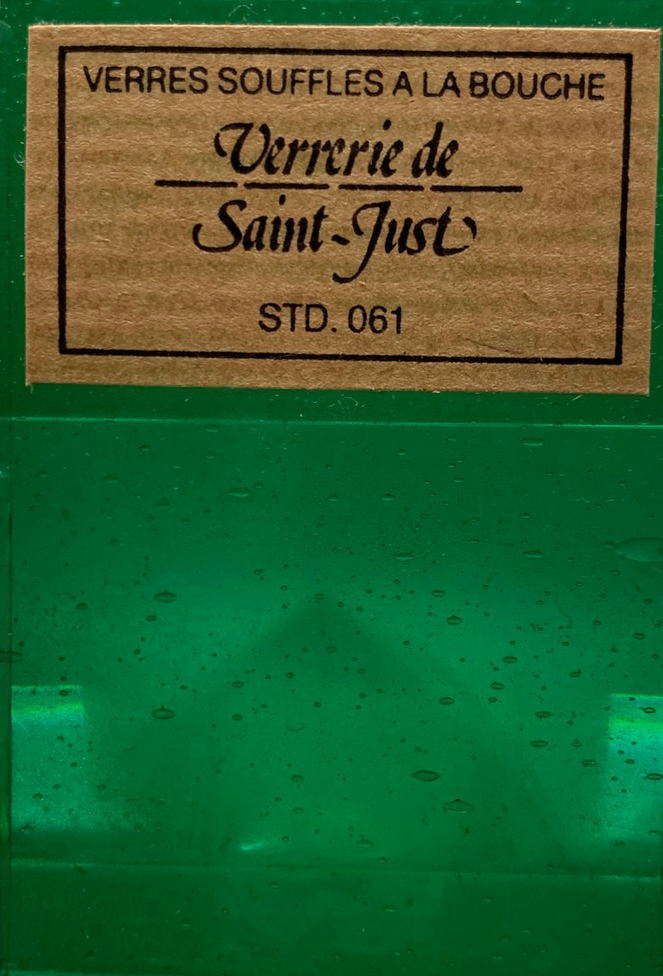 VERRES SOUFFLES A LA BOUCHE
Verrerie de
Saint-Just
STD. 061